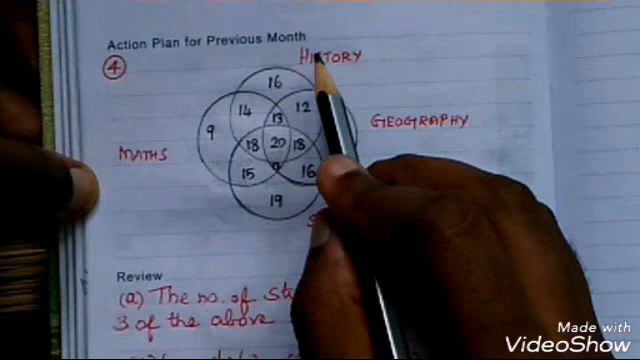 Action Plan for Previous Month
4
HISTORY
16
14
12
13
9
GEOGRAPHY
MATHS
18
20
18
15
16
19
Review
(a) The no. of
3 of the above
Made with
VideoShow